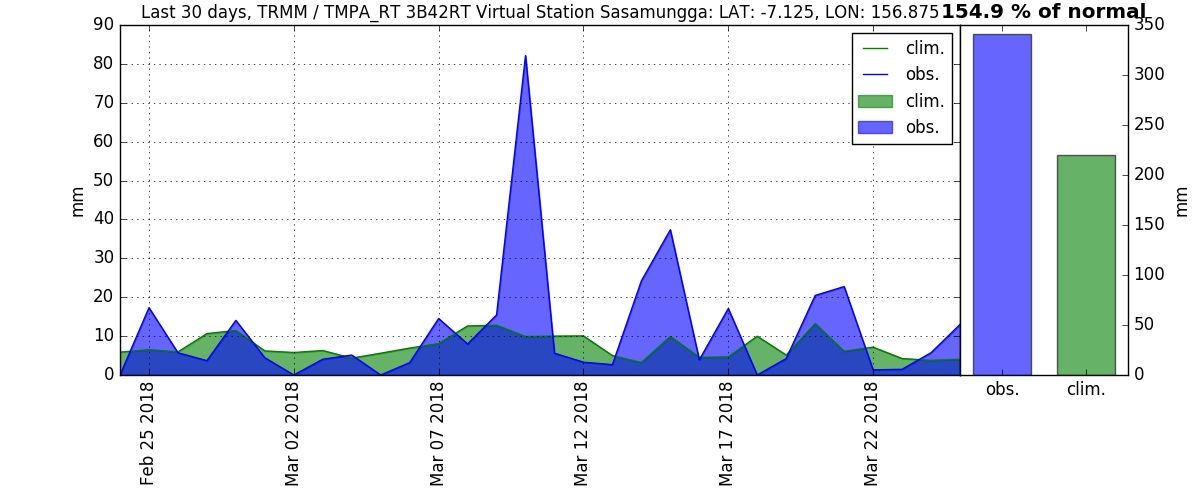 Last 30 days, TRMM / TMPA_RT 3B42RT Virtual Station Sasamungga: LAT: -7.125, LON: 156.875
154.9 % of normal
90
80
70
60
50
40
30
20
10
0
mm
clim.
obs.
clim.
obs.
Feb 25 2018
Mar 02 2018
Mar 07 2018
Mar 12 2018
Mar 17 2018
Mar 22 2018
350
300
250
200
150
100
50
0
mm
obs.
clim.